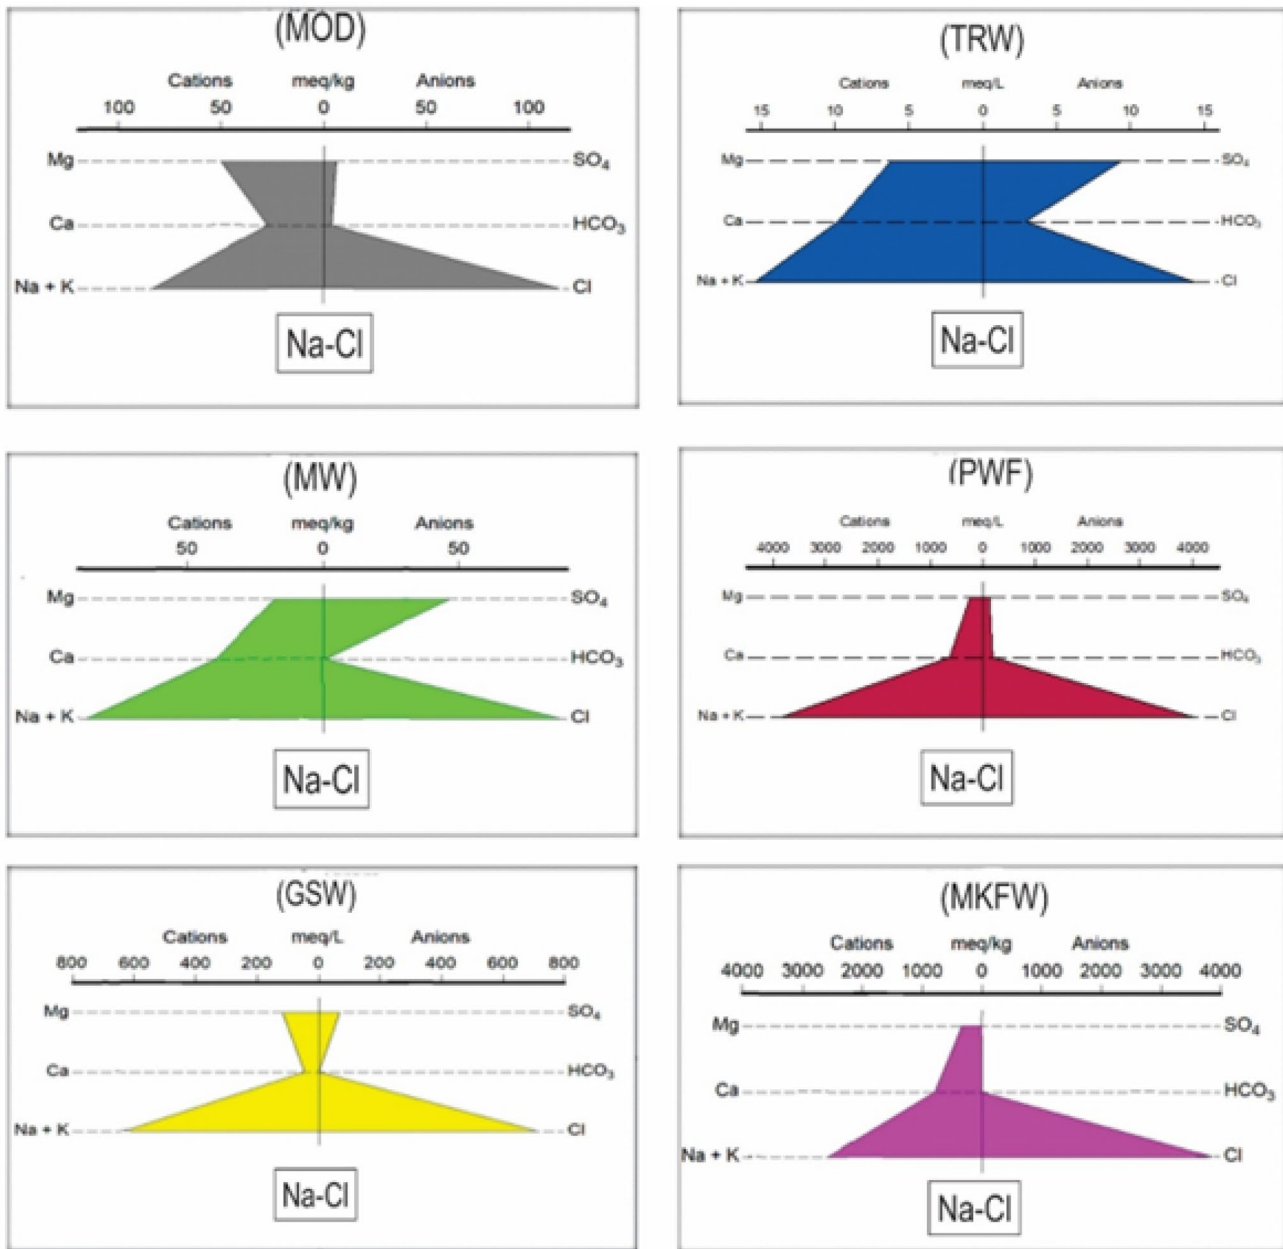 (MOD)
Cations meq/kg Anions
100 50 0 50 100
Mg SO₄
Ca HCO₃
Na + K Cl
Na-Cl
(TRW)
Cations meq/L Anions
15 10 5 0 5 10 15
Mg SO₄
Ca HCO₃
Na + K Cl
Na-Cl
(MW)
Cations meq/kg Anions
50 0 50
Mg SO₄
Ca HCO₃
Na + K Cl
Na-Cl
(PWF)
Cations meq/L Anions
4000 3000 2000 1000 0 1000 2000 3000 4000
Mg SO₄
Ca HCO₃
Na + K Cl
Na-Cl
(GSW)
Cations meq/L Anions
800 600 400 200 0 200 400 600 800
Mg SO₄
Ca HCO₃
Na + K Cl
Na-Cl
(MKFW)
Cations meq/kg Anions
4000 3000 2000 1000 0 1000 2000 3000 4000
Mg SO₄
Ca HCO₃
Na + K Cl
Na-Cl